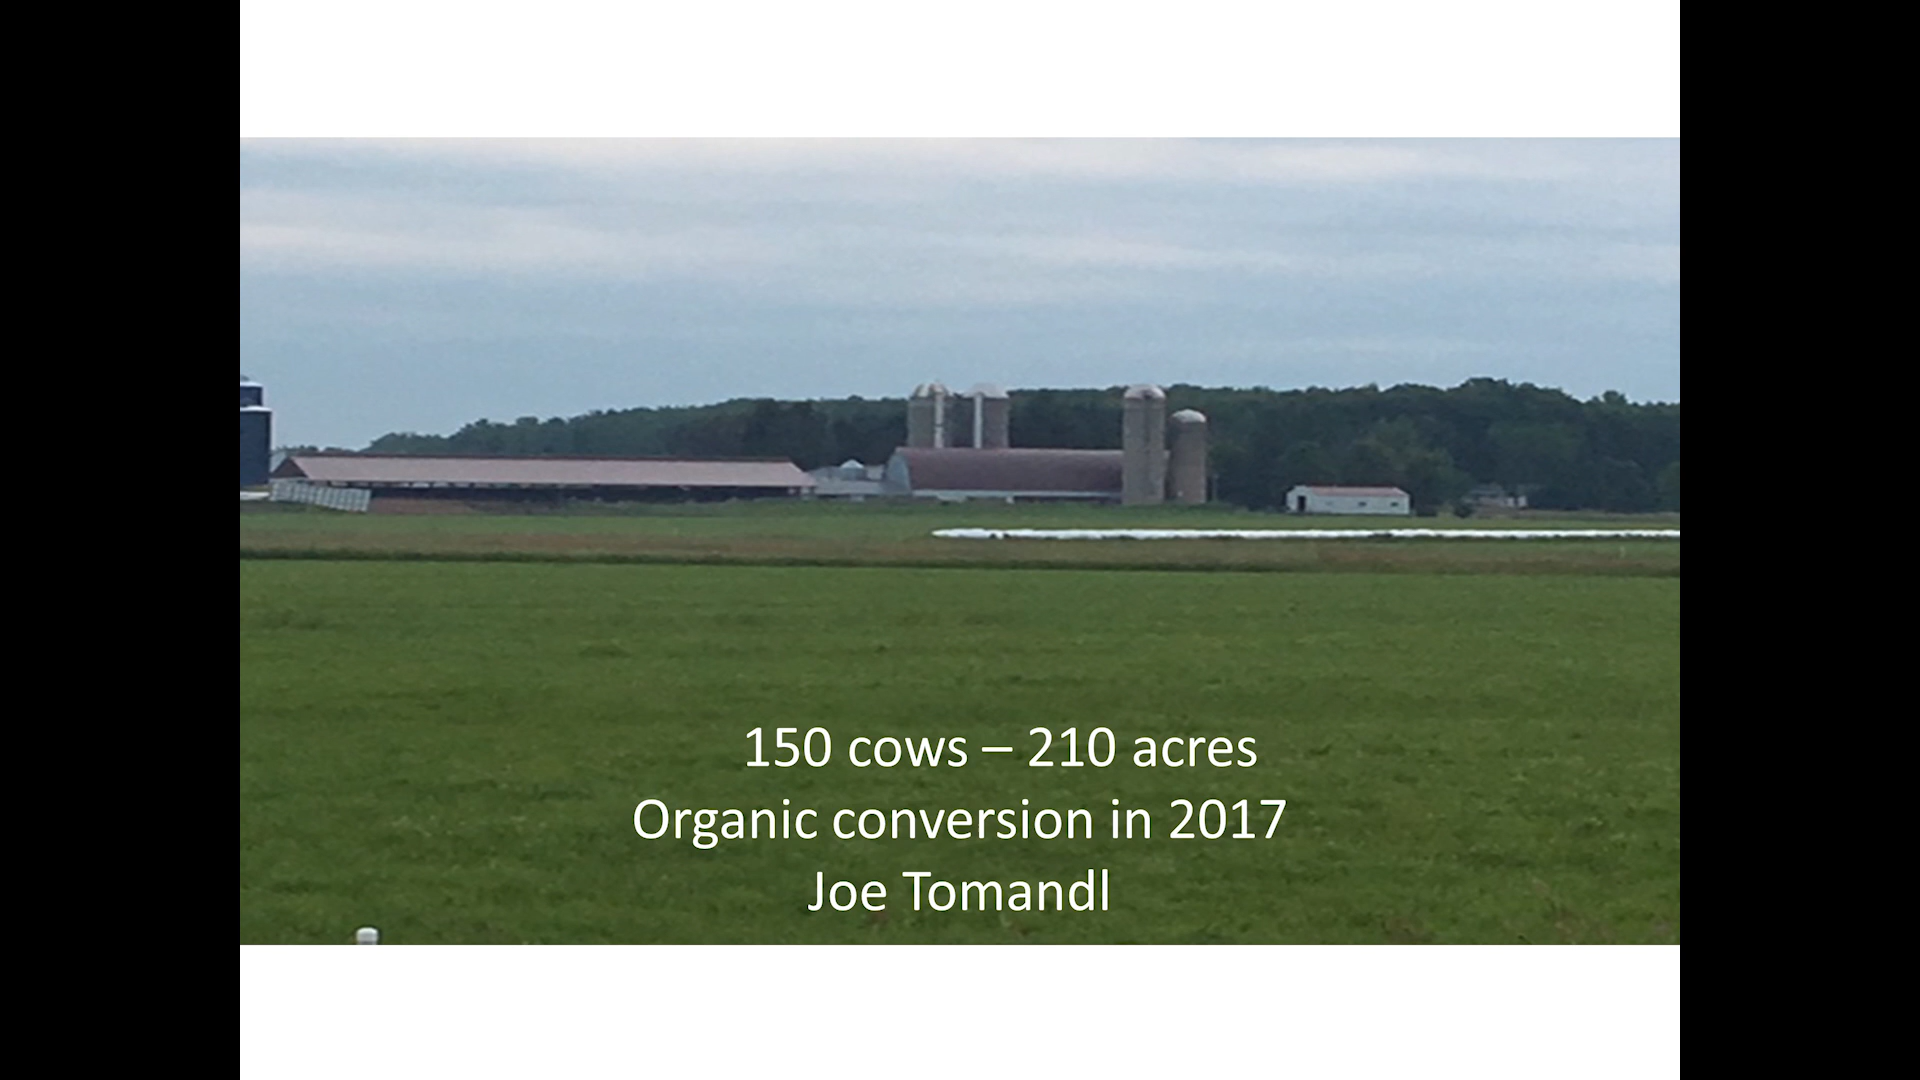 150 cows – 210 acres
Organic conversion in 2017
Joe Tomandl